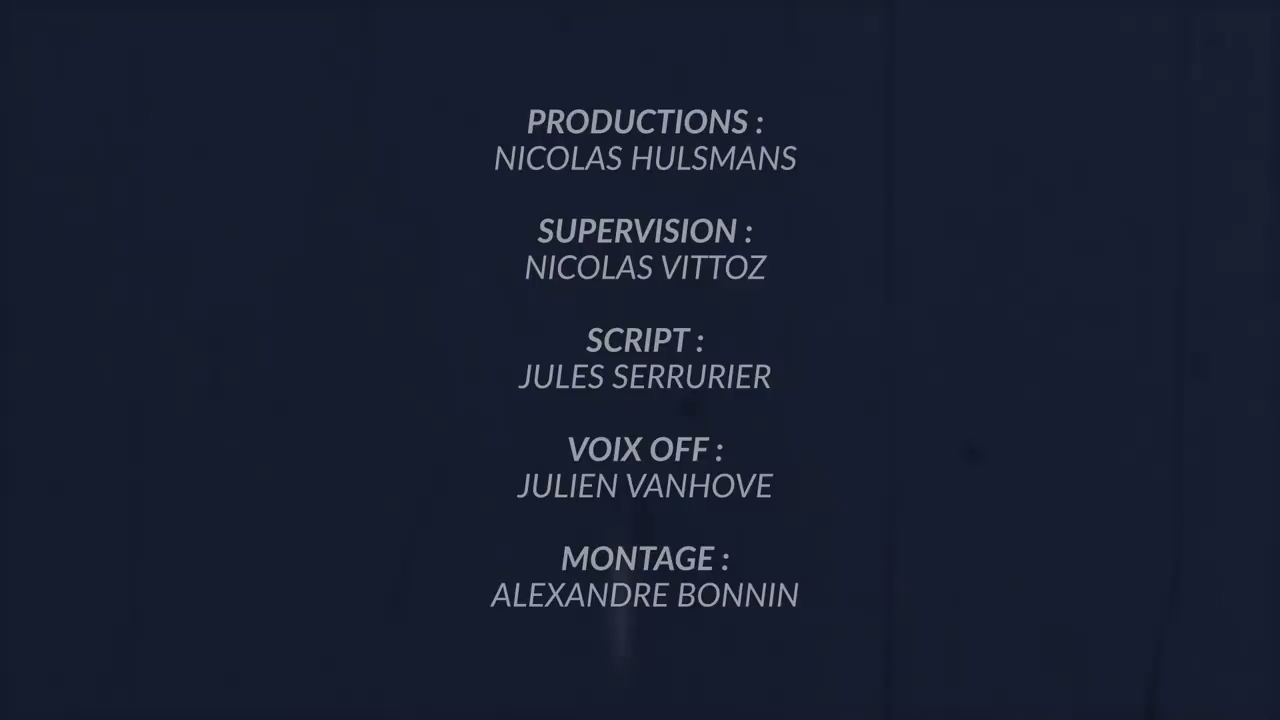 PRODUCTIONS :
NICOLAS HULSMANS
SUPERVISION :
NICOLAS VITTOZ
SCRIPT :
JULES SERRURIER
VOIX OFF :
JULIEN VANHOVE
MONTAGE :
ALEXANDRE BONNIN